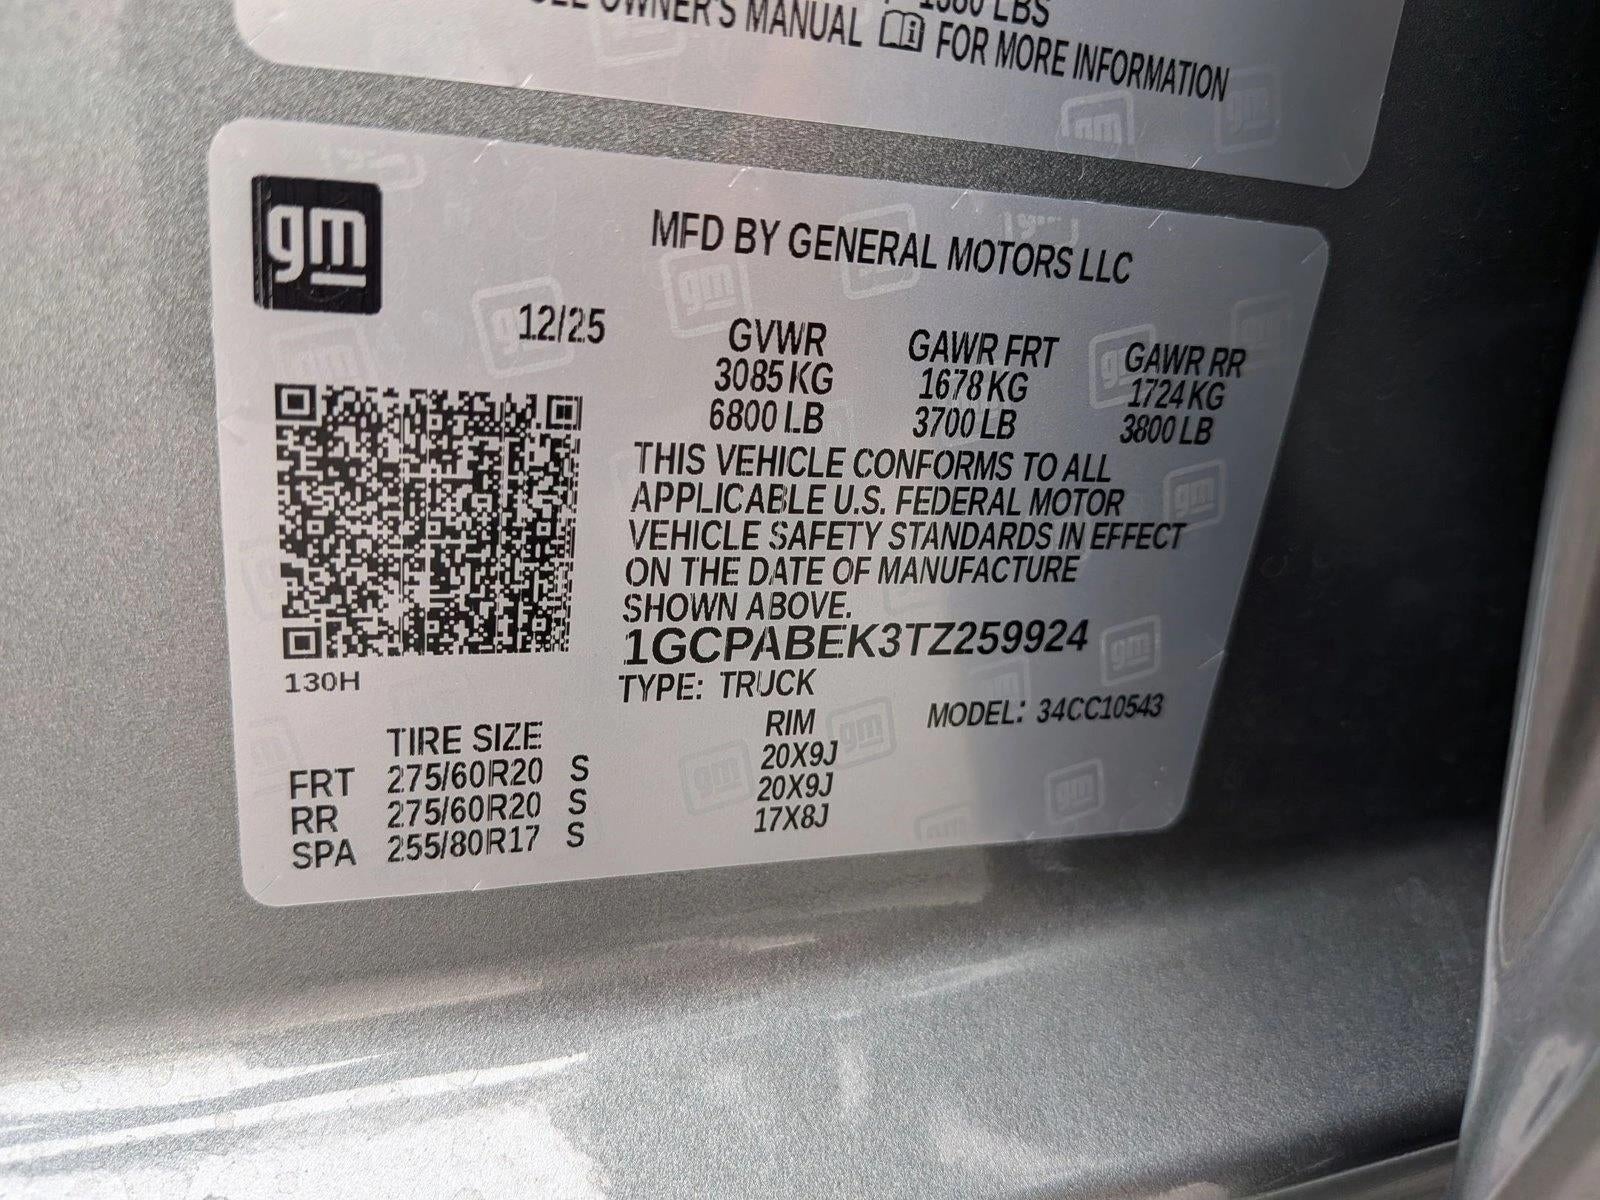 1380 LBS
OWNER'S MANUAL FOR MORE INFORMATION
gm
MFD BY GENERAL MOTORS LLC
12/25
GVWR GAWR FRT GAWR RR
3085 KG 1678 KG 1724 KG
6800 LB 3700 LB 3800 LB
THIS VEHICLE CONFORMS TO ALL
APPLICABLE U.S. FEDERAL MOTOR
VEHICLE SAFETY STANDARDS IN EFFECT
ON THE DATE OF MANUFACTURE
SHOWN ABOVE.
1GCPABEK3TZ259924
130H
TYPE: TRUCK
MODEL: 34CC10543
TIRE SIZE RIM
FRT 275/60R20 S 20X9J
RR 275/60R20 S 20X9J
SPA 255/80R17 S 17X8J